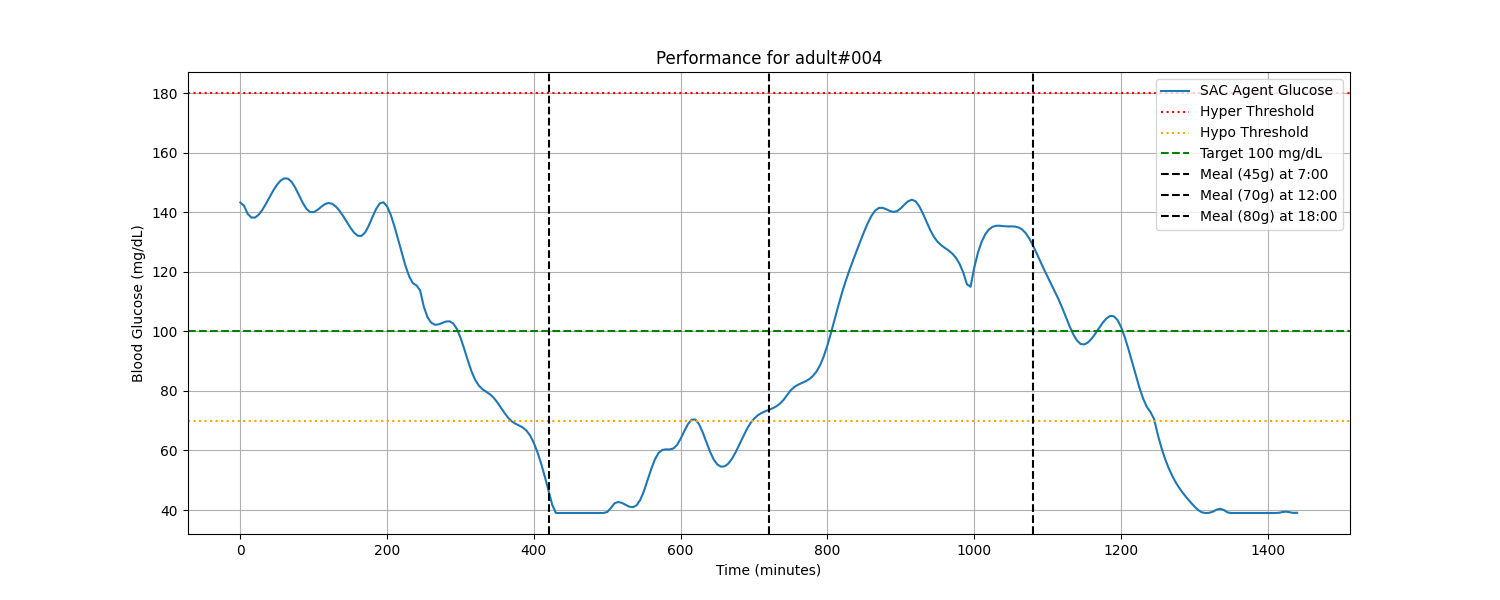 Performance for adult#004
180
160
140
120
100
80
60
40
Blood Glucose (mg/dL)
SAC Agent Glucose
Hyper Threshold
Hypo Threshold
Target 100 mg/dL
Meal (45g) at 7:00
Meal (70g) at 12:00
Meal (80g) at 18:00
0 200 400 600 800 1000 1200 1400
Time (minutes)